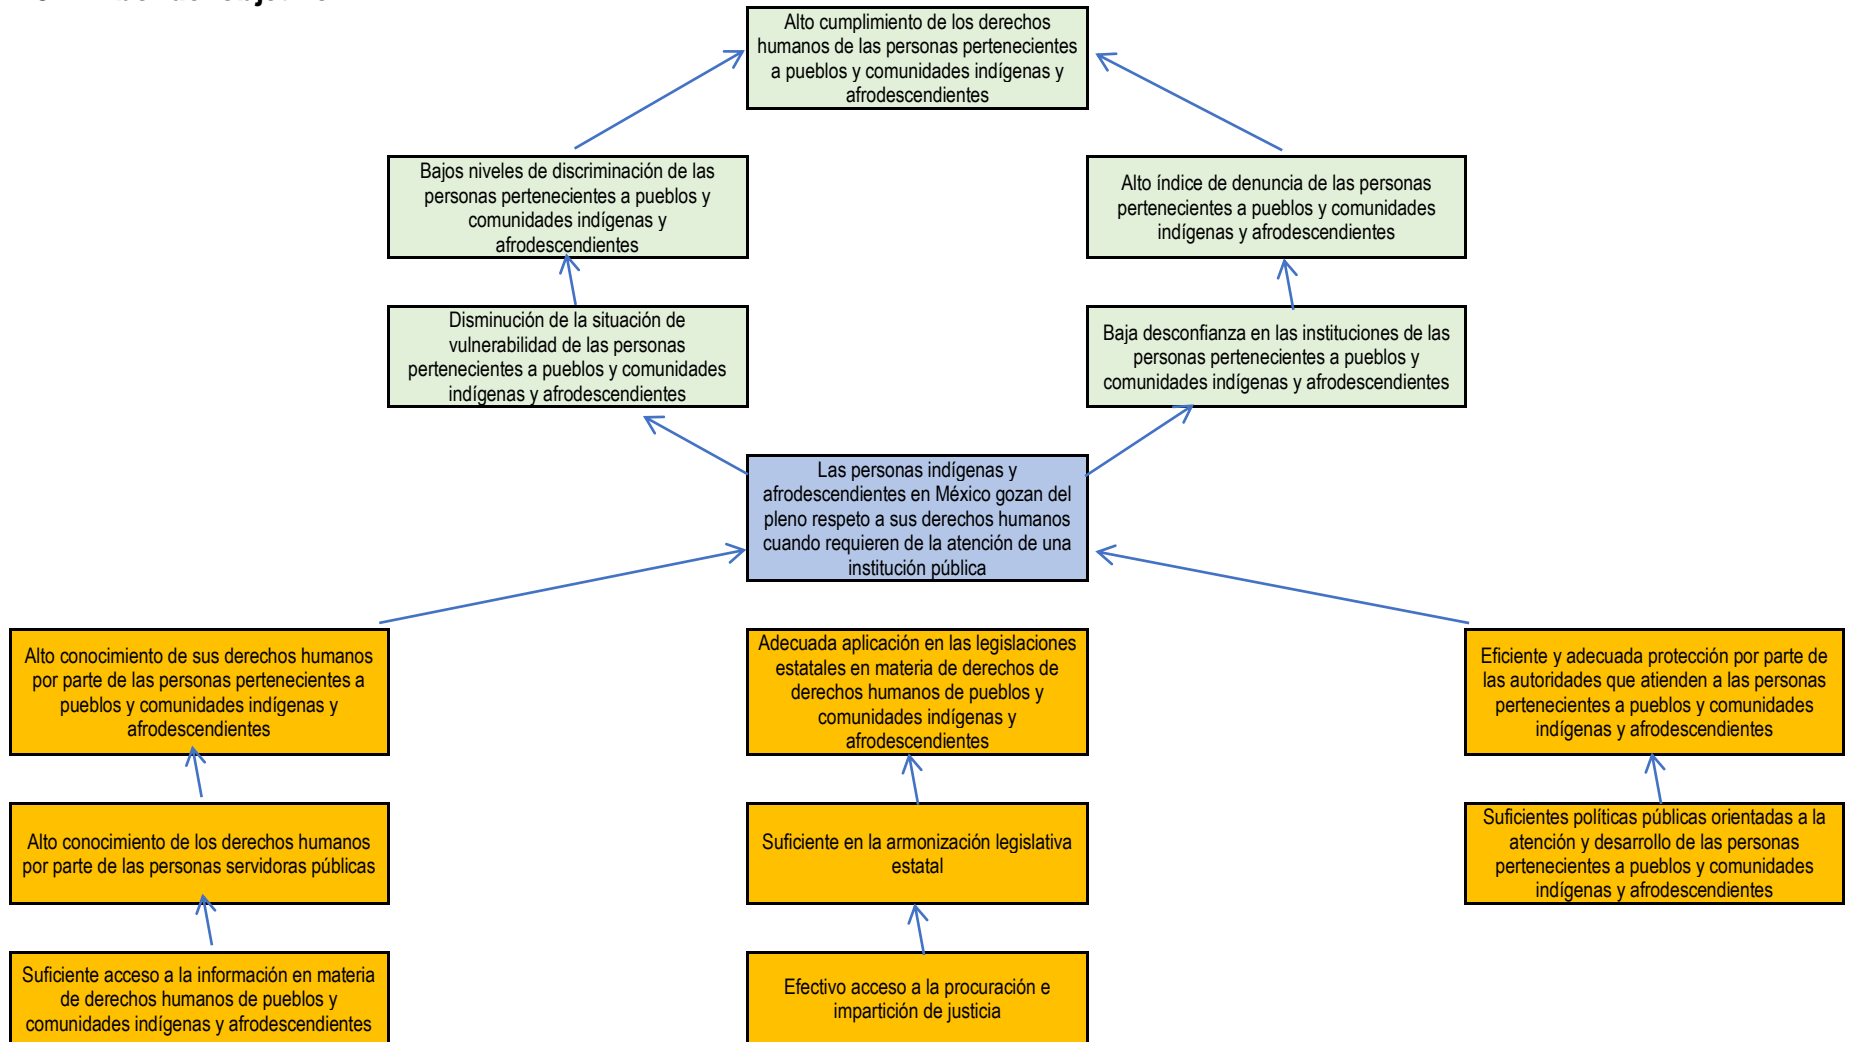 Alto cumplimiento de los derechos
humanos de las personas pertenecientes
a pueblos y comunidades indígenas y
afrodescendientes
Bajos niveles de discriminación de las
personas pertenecientes a pueblos y
comunidades indígenas y
afrodescendientes
Alto índice de denuncia de las personas
pertenecientes a pueblos y comunidades
indígenas y afrodescendientes
Disminución de la situación de
vulnerabilidad de las personas
pertenecientes a pueblos y comunidades
indígenas y afrodescendientes
Baja desconfianza en las instituciones de las
personas pertenecientes a pueblos y
comunidades indígenas y afrodescendientes
Las personas indígenas y
afrodescendientes en México gozan del
pleno respeto a sus derechos humanos
cuando requieren de la atención de una
institución pública
Alto conocimiento de sus derechos humanos
por parte de las personas pertenecientes a
pueblos y comunidades indígenas y
afrodescendientes
Adecuada aplicación en las legislaciones
estatales en materia de derechos de
derechos humanos de pueblos y
comunidades indígenas y
afrodescendientes
Eficiente y adecuada protección por parte de
las autoridades que atienden a las personas
pertenecientes a pueblos y comunidades
indígenas y afrodescendientes
Alto conocimiento de los derechos humanos
por parte de las personas servidoras públicas
Suficiente en la armonización legislativa
estatal
Suficientes políticas públicas orientadas a la
atención y desarrollo de las personas
pertenecientes a pueblos y comunidades
indígenas y afrodescendientes
Suficiente acceso a la información en materia
de derechos humanos de pueblos y
comunidades indígenas y afrodescendientes
Efectivo acceso a la procuración e
impartición de justicia